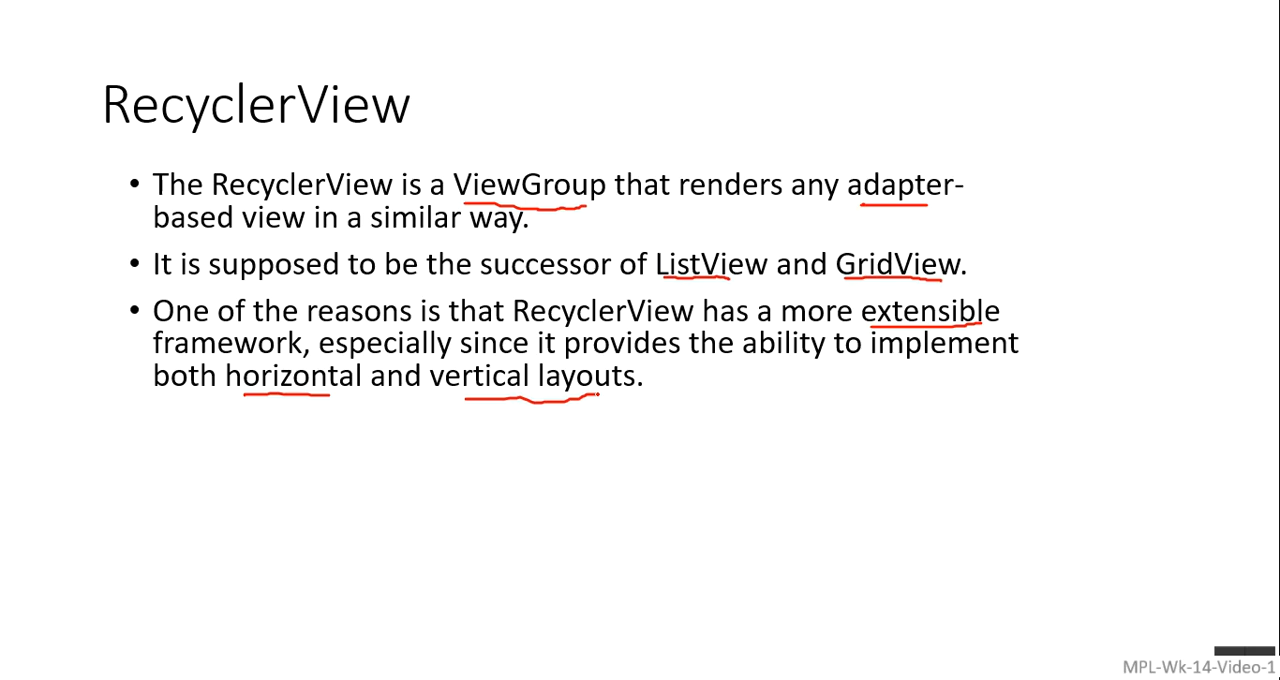 RecyclerView
• The RecyclerView is a ViewGroup that renders any adapter-
based view in a similar way.
• It is supposed to be the successor of ListView and GridView.
• One of the reasons is that RecyclerView has a more extensible
framework, especially since it provides the ability to implement
both horizontal and vertical layouts.
MPL-Wk-14-Video-1